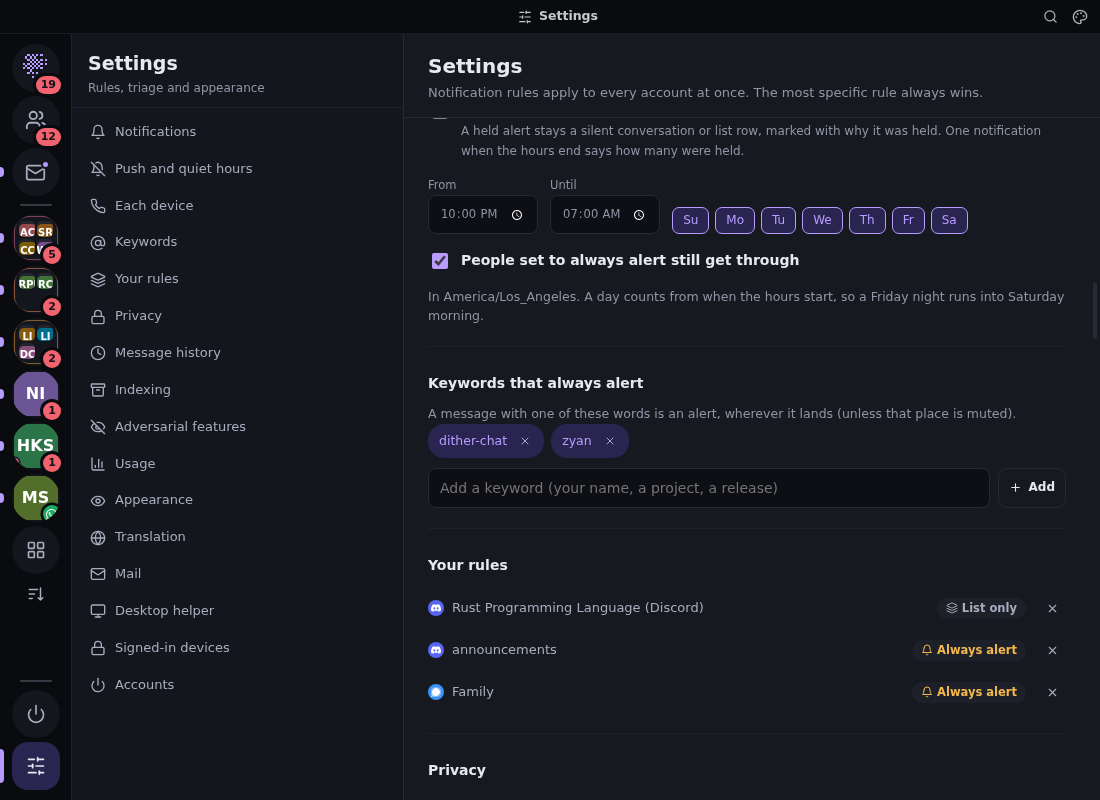 Settings
19
12
5
2
2
NI
1
HKS
1
MS
AC SR
CC
RC
LI LI
DC
Settings
Rules, triage and appearance
Notifications
Push and quiet hours
Each device
Keywords
Your rules
Privacy
Message history
Indexing
Adversarial features
Usage
Appearance
Translation
Mail
Desktop helper
Signed-in devices
Accounts
Settings
Notification rules apply to every account at once. The most specific rule always wins.
A held alert stays a silent conversation or list row, marked with why it was held. One notification
when the hours end says how many were held.
From Until
10:00 PM 07:00 AM Su Mo Tu We Th Fr Sa
People set to always alert still get through
In America/Los_Angeles. A day counts from when the hours start, so a Friday night runs into Saturday
morning.
Keywords that always alert
A message with one of these words is an alert, wherever it lands (unless that place is muted).
dither-chat zyan
Add a keyword (your name, a project, a release) + Add
Your rules
Rust Programming Language (Discord) List only
announcements Always alert
Family Always alert
Privacy